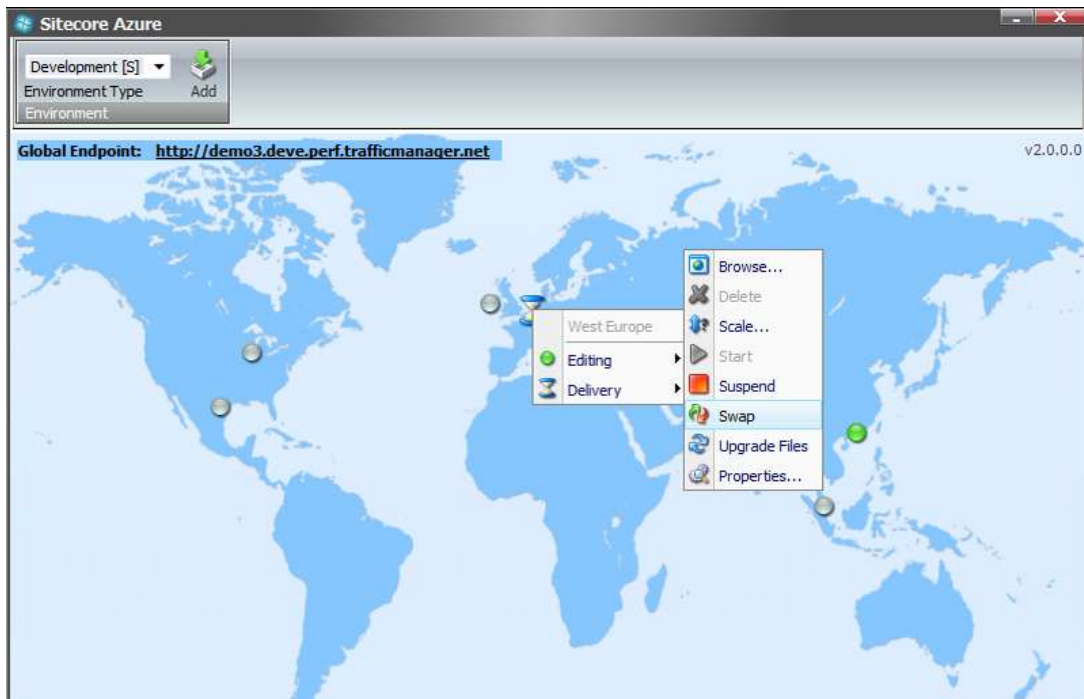 Sitecore Azure
Development [S]
Environment Type
Add
Environment
Global Endpoint: http://demo3.deve.perf.trafficmanager.net
v2.0.0.0
West Europe
Editing
Delivery
Browse...
Delete
Scale...
Start
Suspend
Swap
Upgrade Files
Properties...